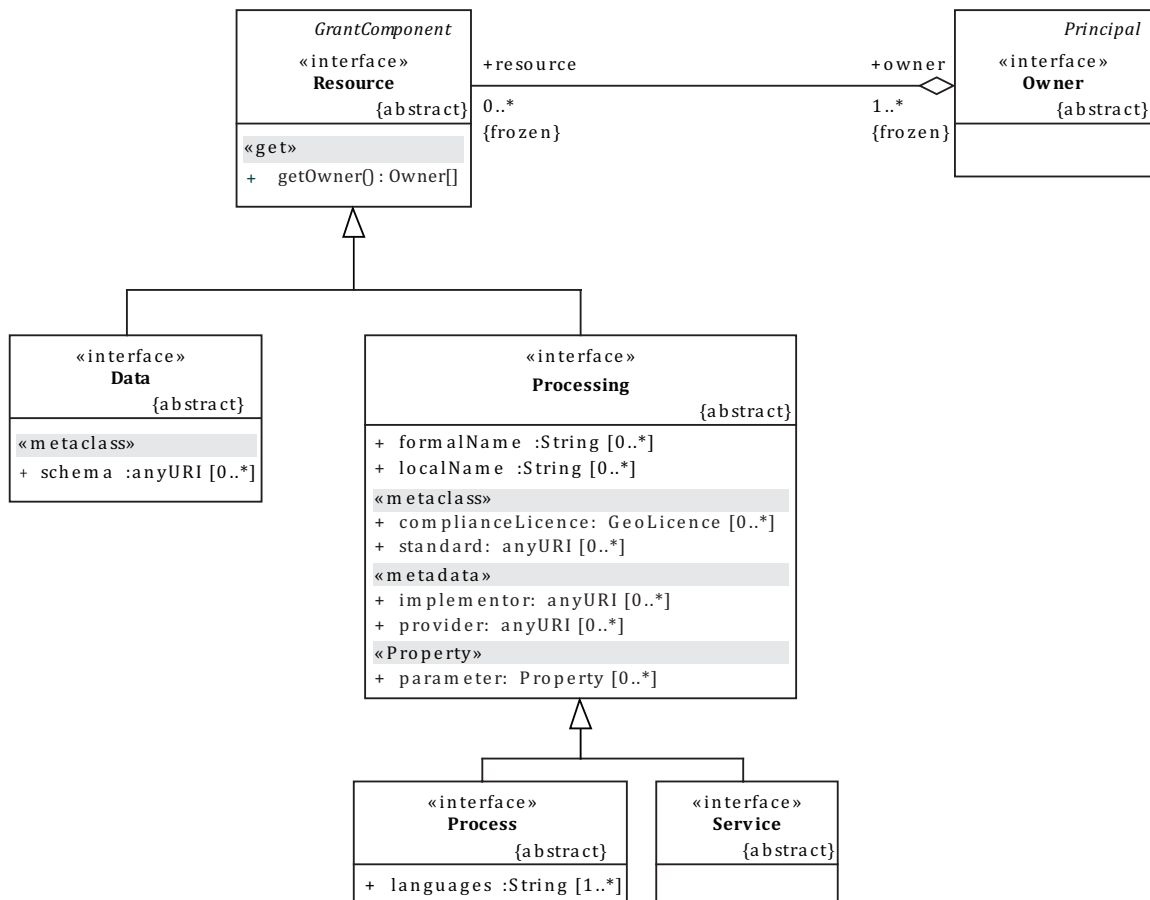 GrantComponent
«interface»
Resource
{abstract}
«get»
+ getOwner() : Owner[]
+resource
0..*
{frozen}
+owner
1..*
{frozen}
Principal
«interface»
Owner
{abstract}
«interface»
Data
{abstract}
«metaclass»
+ schema :anyURI [0..*]
«interface»
Processing
{abstract}
+ formalName :String [0..*]
+ localName :String [0..*]
«metaclass»
+ complianceLicence: GeoLicence [0..*]
+ standard: anyURI [0..*]
«metadata»
+ implementor: anyURI [0..*]
+ provider: anyURI [0..*]
«Property»
+ parameter: Property [0..*]
«interface»
Process
{abstract}
+ languages :String [1..*]
«interface»
Service
{abstract}